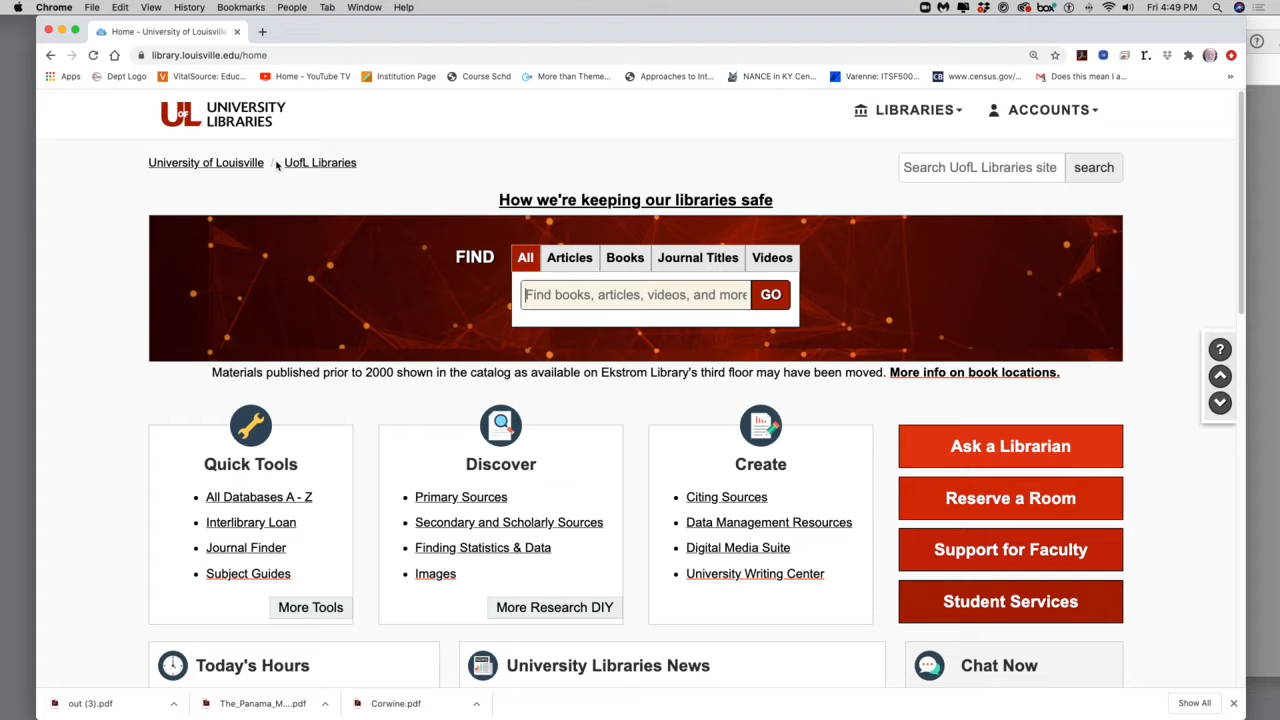 Chrome File Edit View History Bookmarks People Tab Window Help box Fri 4:49 PM
Home - University of Louisville
library.louisville.edu/home
Apps Dept Logo VitalSource: Educ... Home - YouTube TV Institution Page Course Schd More than Theme... Approaches to Int... NANCE in KY Cen... Varenne: ITSF500... www.census.gov/... Does this mean I a... »
UofL UNIVERSITY LIBRARIES
LIBRARIES ACCOUNTS
University of Louisville / UofL Libraries
Search UofL Libraries site search
How we're keeping our libraries safe
FIND All Articles Books Journal Titles Videos
Find books, articles, videos, and more GO
Materials published prior to 2000 shown in the catalog as available on Ekstrom Library's third floor may have been moved. More info on book locations.
Quick Tools
All Databases A - Z
Interlibrary Loan
Journal Finder
Subject Guides
More Tools
Discover
Primary Sources
Secondary and Scholarly Sources
Finding Statistics & Data
Images
More Research DIY
Create
Citing Sources
Data Management Resources
Digital Media Suite
University Writing Center
Ask a Librarian
Reserve a Room
Support for Faculty
Student Services
Today's Hours
University Libraries News
Chat Now
out (3).pdf The_Panama_M....pdf Corwine.pdf Show All